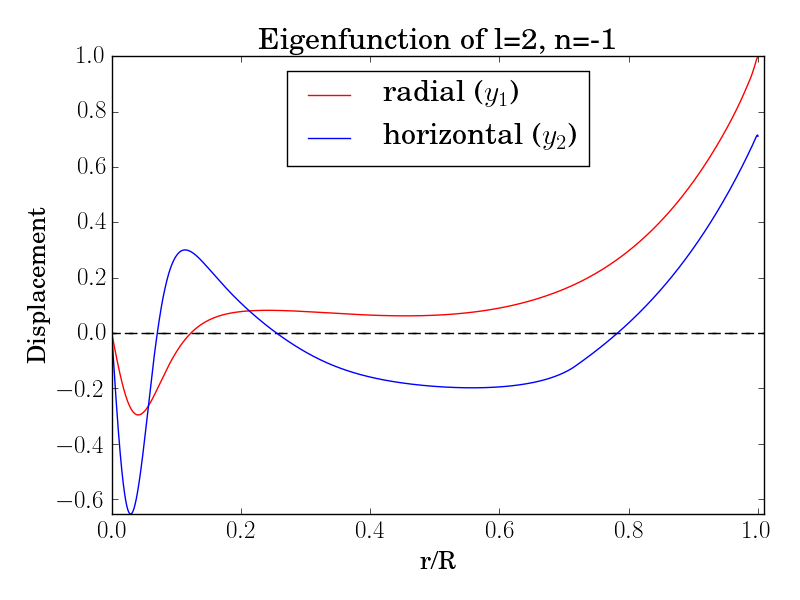 Eigenfunction of l=2, n=-1
radial (y₁)
horizontal (y₂)
Displacement
1.0
0.8
0.6
0.4
0.2
0.0
−0.2
−0.4
−0.6
0.0 0.2 0.4 0.6 0.8 1.0
r/R